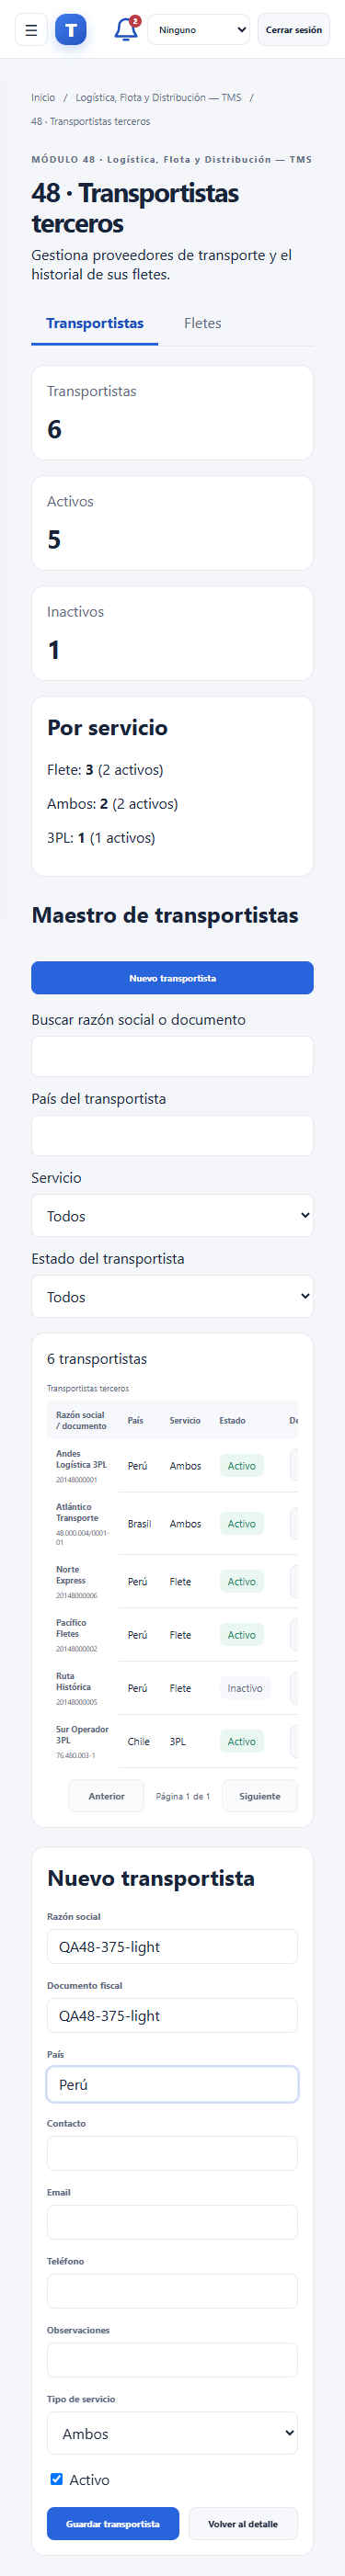 ☰ T 2 Ninguno Cerrar sesión
Inicio / Logística, Flota y Distribución — TMS /
48 · Transportistas terceros
MÓDULO 48 · Logística, Flota y Distribución — TMS
48 · Transportistas
terceros
Gestiona proveedores de transporte y el
historial de sus fletes.
Transportistas Fletes
Transportistas
6
Activos
5
Inactivos
1
Por servicio
Flete: 3 (2 activos)
Ambos: 2 (2 activos)
3PL: 1 (1 activos)
Maestro de transportistas
Nuevo transportista
Buscar razón social o documento
País del transportista
Servicio
Todos
Estado del transportista
Todos
6 transportistas
Transportistas terceros
Razón social
/ documento País Servicio Estado De
Andes
Logística 3PL
20148000001 Perú Ambos Activo
Atlántico
Transporte
48.000.004/0001-
01 Brasil Ambos Activo
Norte
Express
20148000006 Perú Flete Activo
Pacífico
Fletes
20148000002 Perú Flete Activo
Ruta
Histórica
20148000005 Perú Flete Inactivo
Sur Operador
3PL
76.480.003-1 Chile 3PL Activo
Anterior Página 1 de 1 Siguiente
Nuevo transportista
Razón social
QA48-375-light
Documento fiscal
QA48-375-light
País
Perú
Contacto
Email
Teléfono
Observaciones
Tipo de servicio
Ambos
Activo
Guardar transportista Volver al detalle